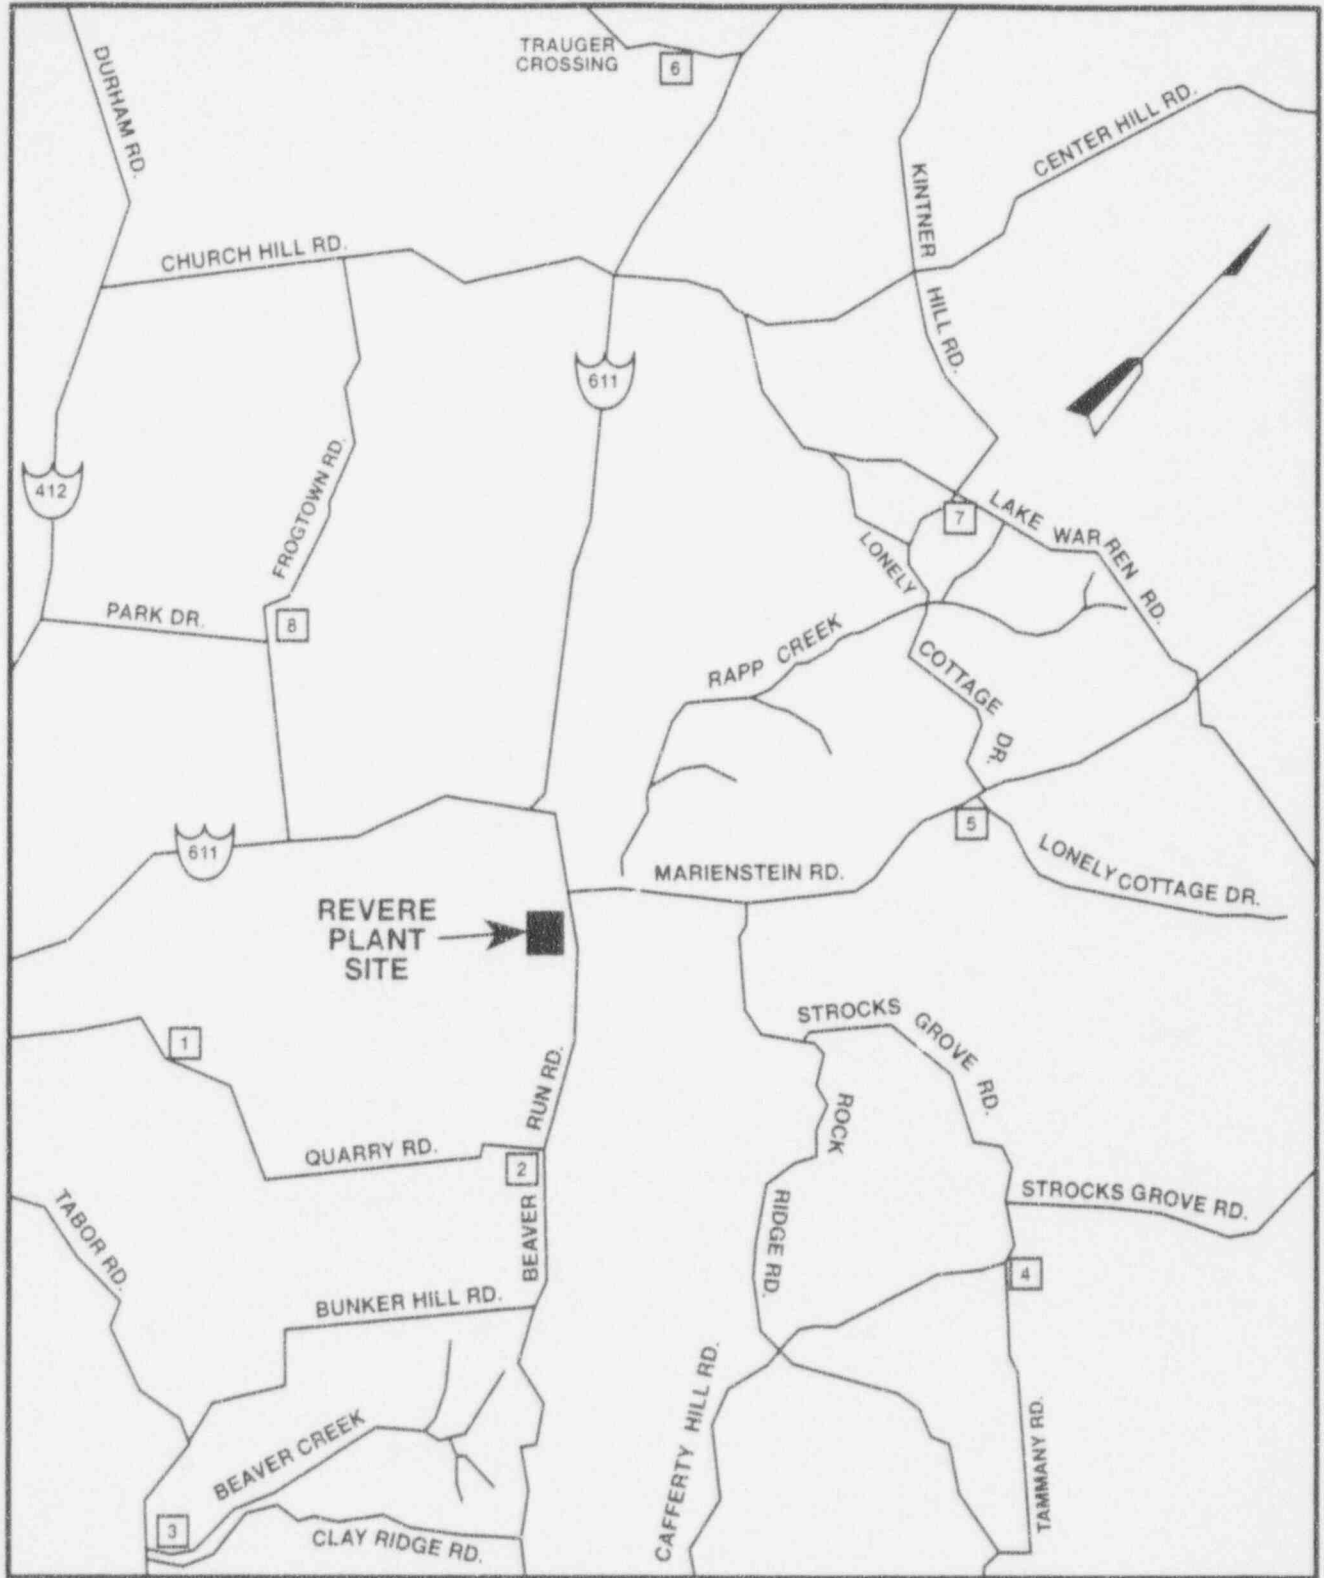 TRAUGER
CROSSING
6
DURHAM RD.
CENTER HILL RD.
KINTNER
HILL RD.
CHURCH HILL RD.
611
412
FROGTOWN RD.
7
LAKE WARREN RD.
LONELY
COTTAGE
DR.
PARK DR.
8
RAPP CREEK
5
611
MARIENSTEIN RD.
LONELY COTTAGE DR.
REVERE
PLANT
SITE
STROCKS GROVE RD.
1
RUN RD.
BEAVER
ROCK
RIDGE RD.
QUARRY RD.
2
STROCKS GROVE RD.
TABOR RD.
4
BUNKER HILL RD.
CAFFERTY HILL RD.
TAMMANY RD.
BEAVER CREEK
3
CLAY RIDGE RD.